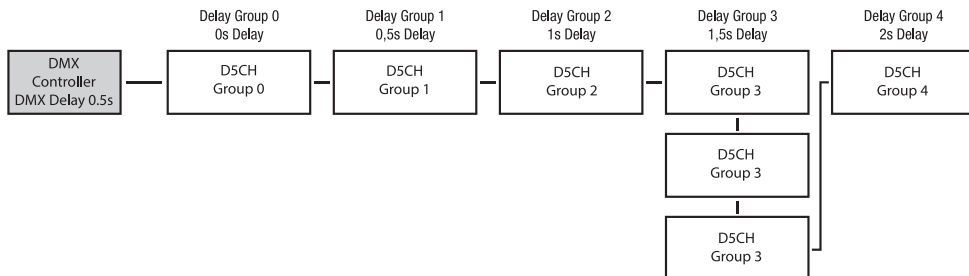 Delay Group 0
0s Delay
Delay Group 1
0,5s Delay
Delay Group 2
1s Delay
Delay Group 3
1,5s Delay
Delay Group 4
2s Delay
DMX
Controller
DMX Delay 0.5s
D5CH
Group 0
D5CH
Group 1
D5CH
Group 2
D5CH
Group 3
D5CH
Group 4
D5CH
Group 3
D5CH
Group 3